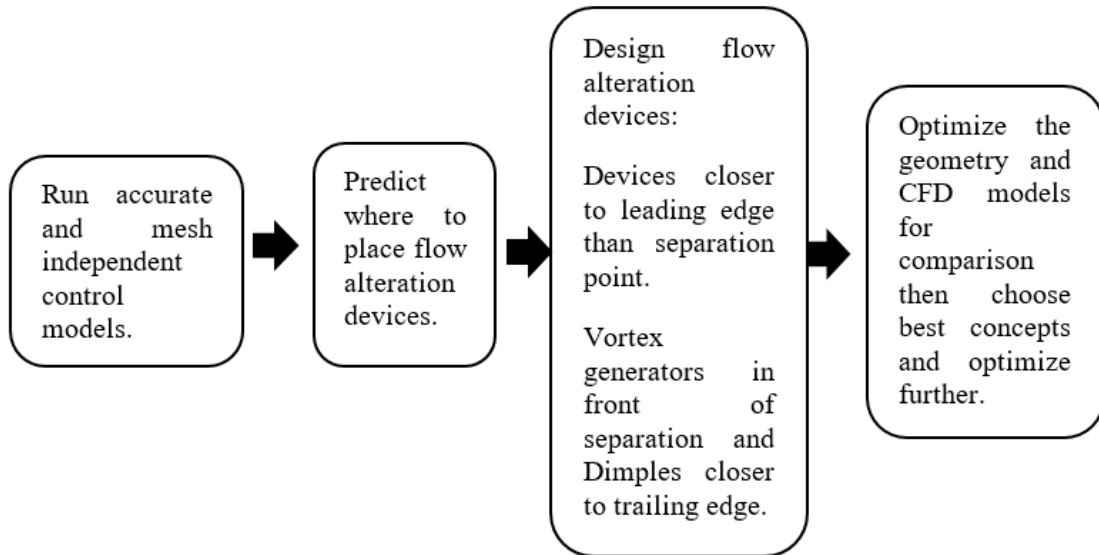 Run accurate
and mesh
independent
control
models.
Predict
where to
place flow
alteration
devices.
Design flow
alteration
devices:
Devices closer
to leading edge
than separation
point.
Vortex
generators in
front of
separation and
Dimples closer
to trailing edge.
Optimize the
geometry and
CFD models
for
comparison
then choose
best concepts
and optimize
further.